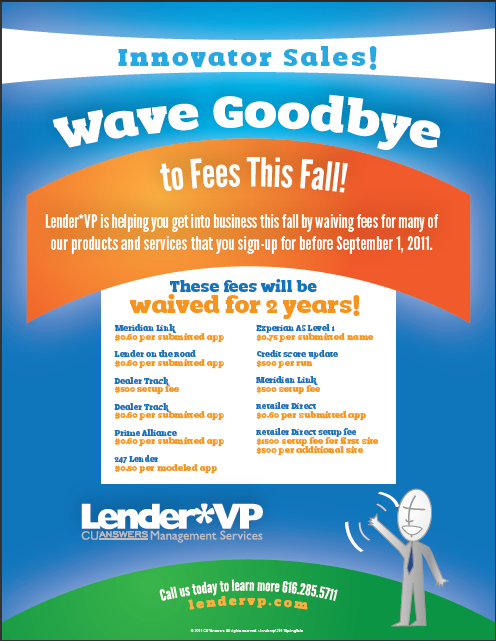 Innovator Sales!
Wave Goodbye
to Fees This Fall!
Lender*VP is helping you get into business this fall by waiving fees for many of
our products and services that you sign-up for before September 1, 2011.
These fees will be
waived for 2 years!
Meridian Link
$0.60 per submitted app
Lender on the Road
$0.60 per submitted app
Dealer Track
$500 setup fee
Dealer Track
$0.60 per submitted app
Prime Alliance
$0.60 per submitted app
247 Lender
$0.50 per modeled app
Experian AS Level 1
$0.75 per submitted name
Credit score update
$500 per run
Meridian Link
$500 setup fee
Retailer Direct
$0.60 per submitted app
Retailer Direct setup fee
$1500 setup fee for first site
$500 per additional site
Lender*VP
CUANSWERS Management Services
Call us today to learn more 616.285.5711
lendervp.com
© 2011 CU*Answers. All rights reserved.